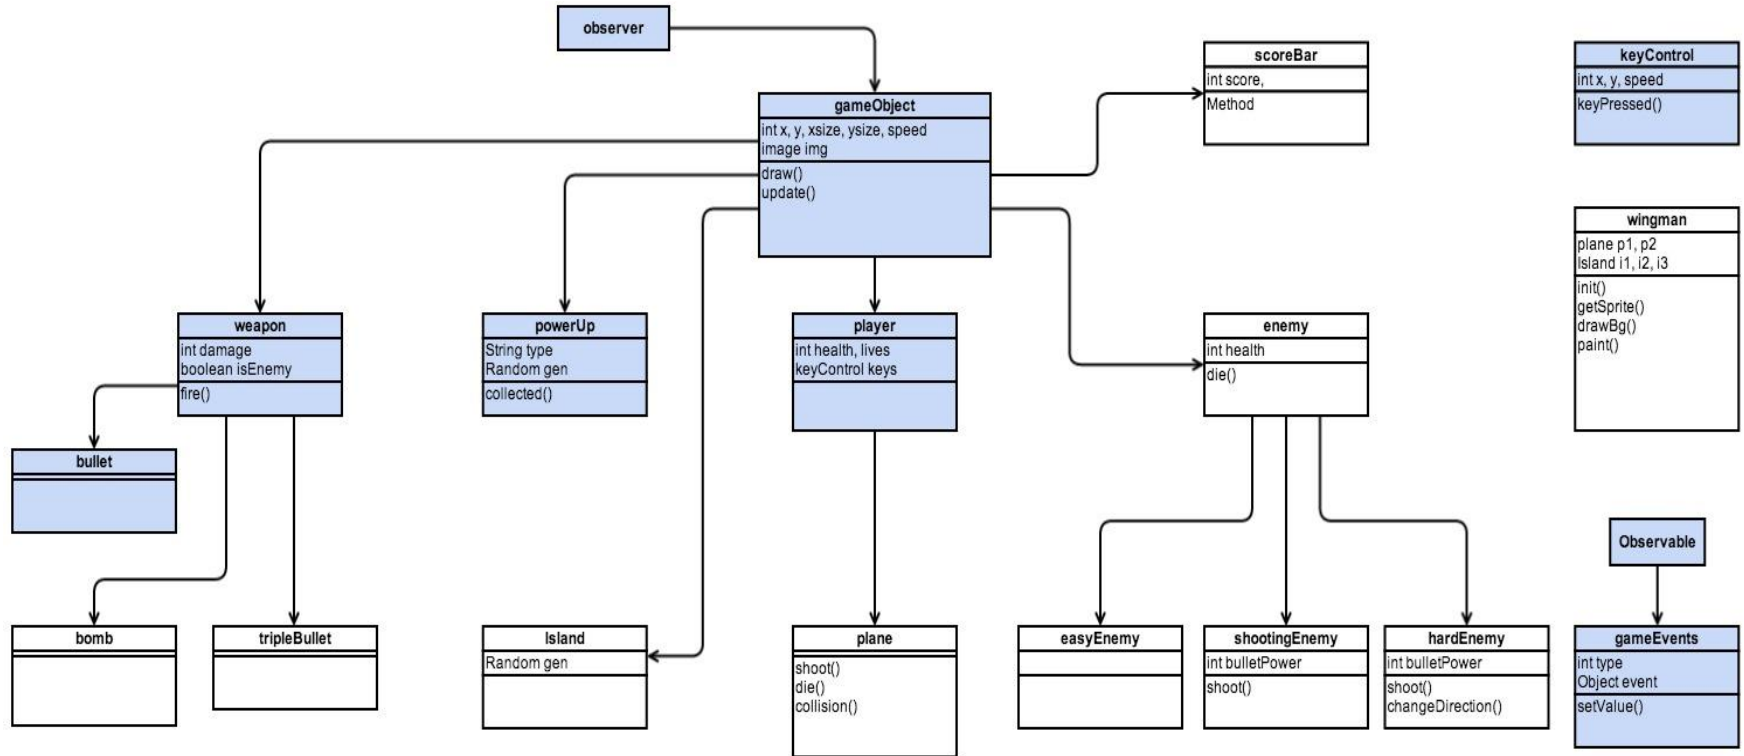 observer
scoreBar
int score,
Method
keyControl
int x, y, speed
keyPressed()
gameObject
int x, y, xsize, ysize, speed
image img
draw()
update()
wingman
plane p1, p2
Island i1, i2, i3
init()
getSprite()
drawBg()
paint()
weapon
int damage
boolean isEnemy
fire()
powerUp
String type
Random gen
collected()
player
int health, lives
keyControl keys
enemy
int health
die()
bullet
Observable
bomb
tripleBullet
Island
Random gen
plane
shoot()
die()
collision()
easyEnemy
shootingEnemy
int bulletPower
shoot()
hardEnemy
int bulletPower
shoot()
changeDirection()
gameEvents
int type
Object event
setValue()